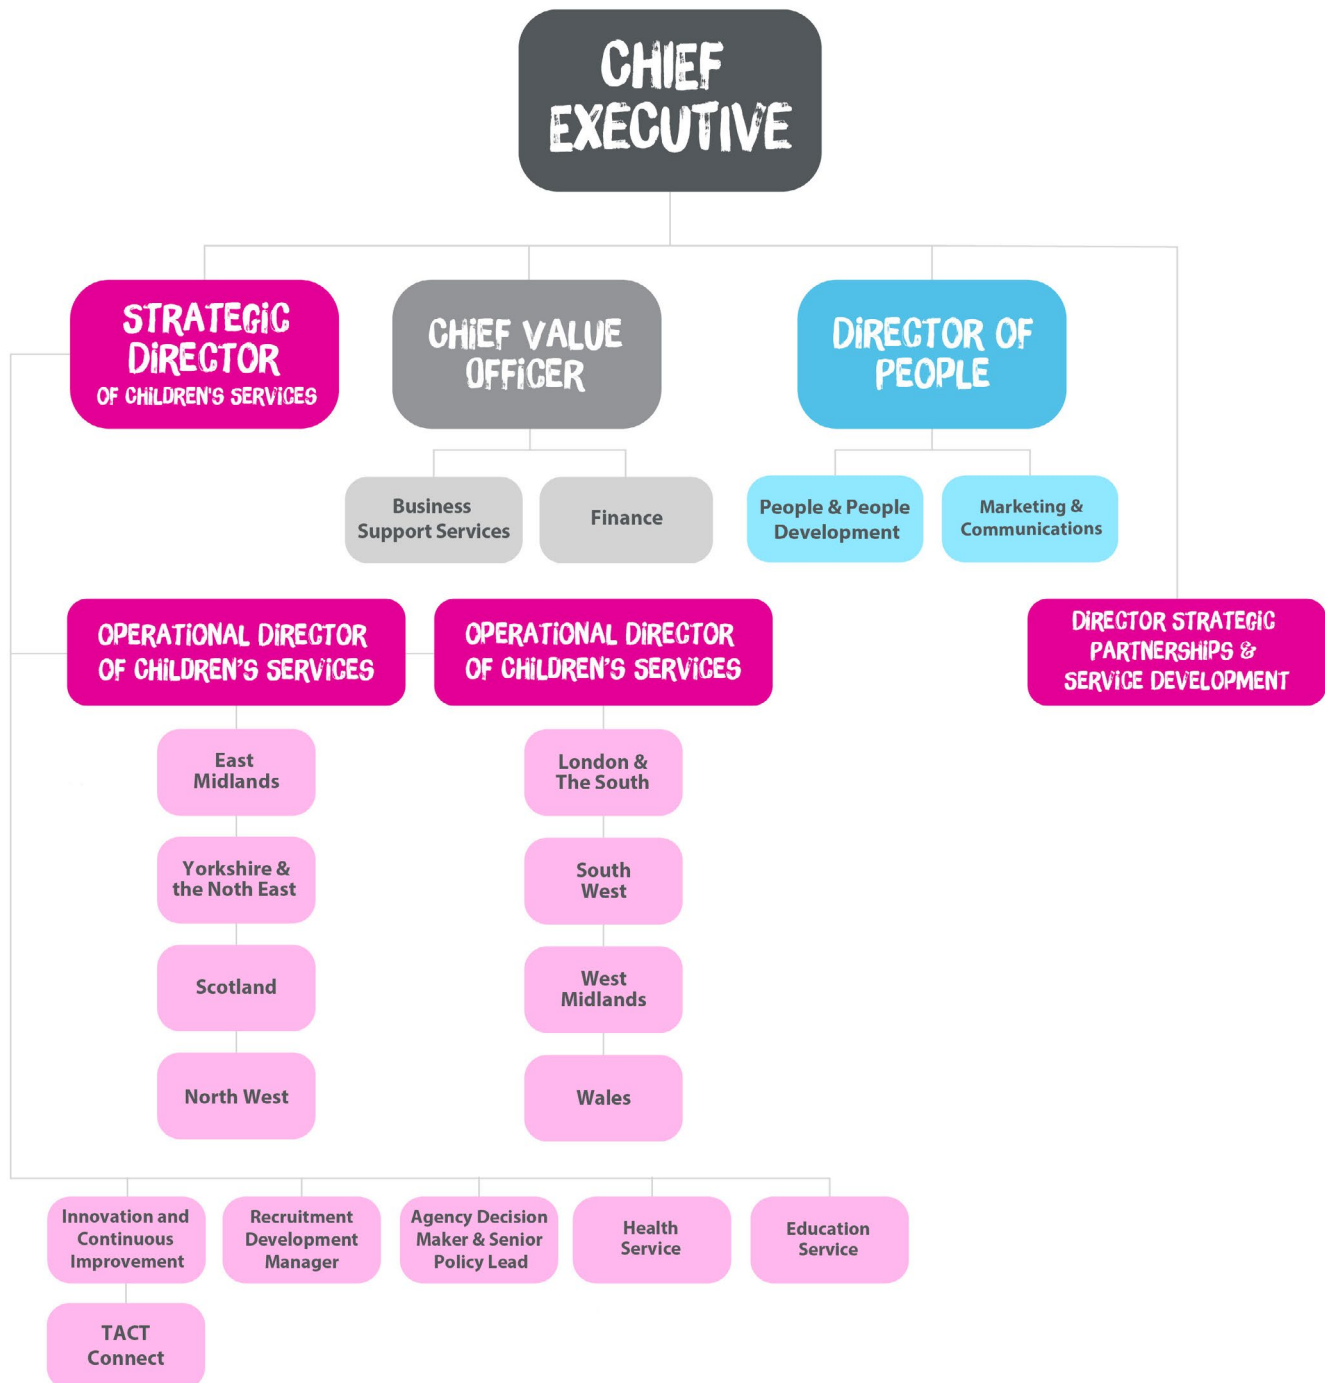 CHIEF
EXECUTIVE
STRATEGiC
DiRECTOR
OF CHiLDREN'S SERViCES
CHiEF VALUE
OFFiCER
DiRECTOR OF
PEOPLE
Business
Support Services
Finance
People & People
Development
Marketing &
Communications
OPERATiONAL DiRECTOR
OF CHiLDREN'S SERViCES
OPERATiONAL DiRECTOR
OF CHiLDREN'S SERViCES
DiRECTOR STRATEGiC
PARTNERSHiPS &
SERViCE DEVELOPMENT
East
Midlands
Yorkshire &
the Noth East
Scotland
North West
London &
The South
South
West
West
Midlands
Wales
Innovation and
Continuous
Improvement
Recruitment
Development
Manager
Agency Decision
Maker & Senior
Policy Lead
Health
Service
Education
Service
TACT
Connect